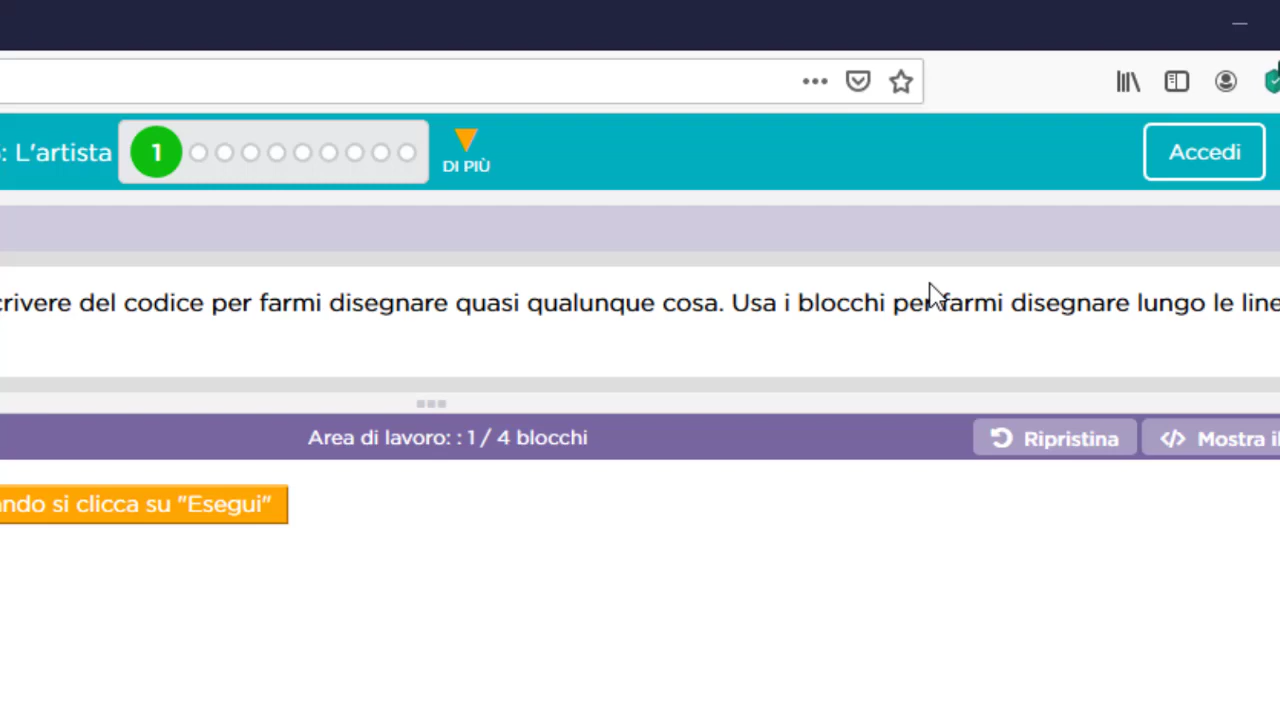 : L'artista
1
DI PIÙ
Accedi
crivere del codice per farmi disegnare quasi qualunque cosa. Usa i blocchi per farmi disegnare lungo le line
Area di lavoro: : 1 / 4 blocchi
Ripristina
Mostra il
ando si clicca su "Esegui"